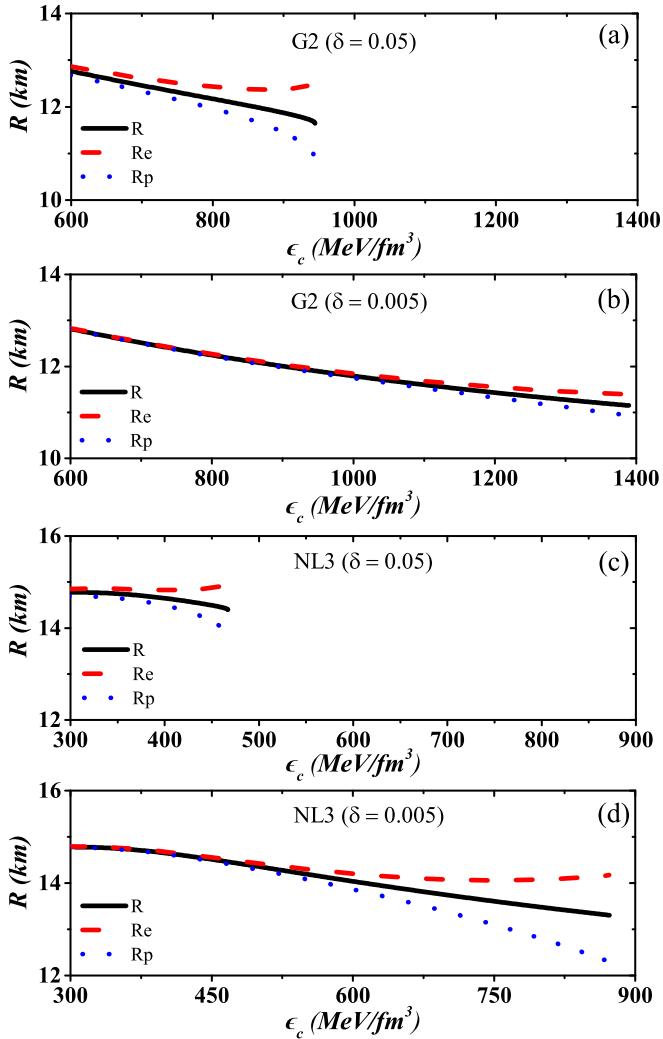 14
G2 (δ = 0.05)
(a)
R (km)
12
R
Re
Rp
10
600 800 1000 1200 1400
ϵc (MeV/fm³)
14
G2 (δ = 0.005)
(b)
R (km)
12
R
Re
Rp
10
600 800 1000 1200 1400
ϵc (MeV/fm³)
16
NL3 (δ = 0.05)
(c)
R (km)
14
R
Re
Rp
12
300 400 500 600 700 800 900
ϵc (MeV/fm³)
16
NL3 (δ = 0.005)
(d)
R (km)
14
R
Re
Rp
12
300 450 600 750 900
ϵc (MeV/fm³)